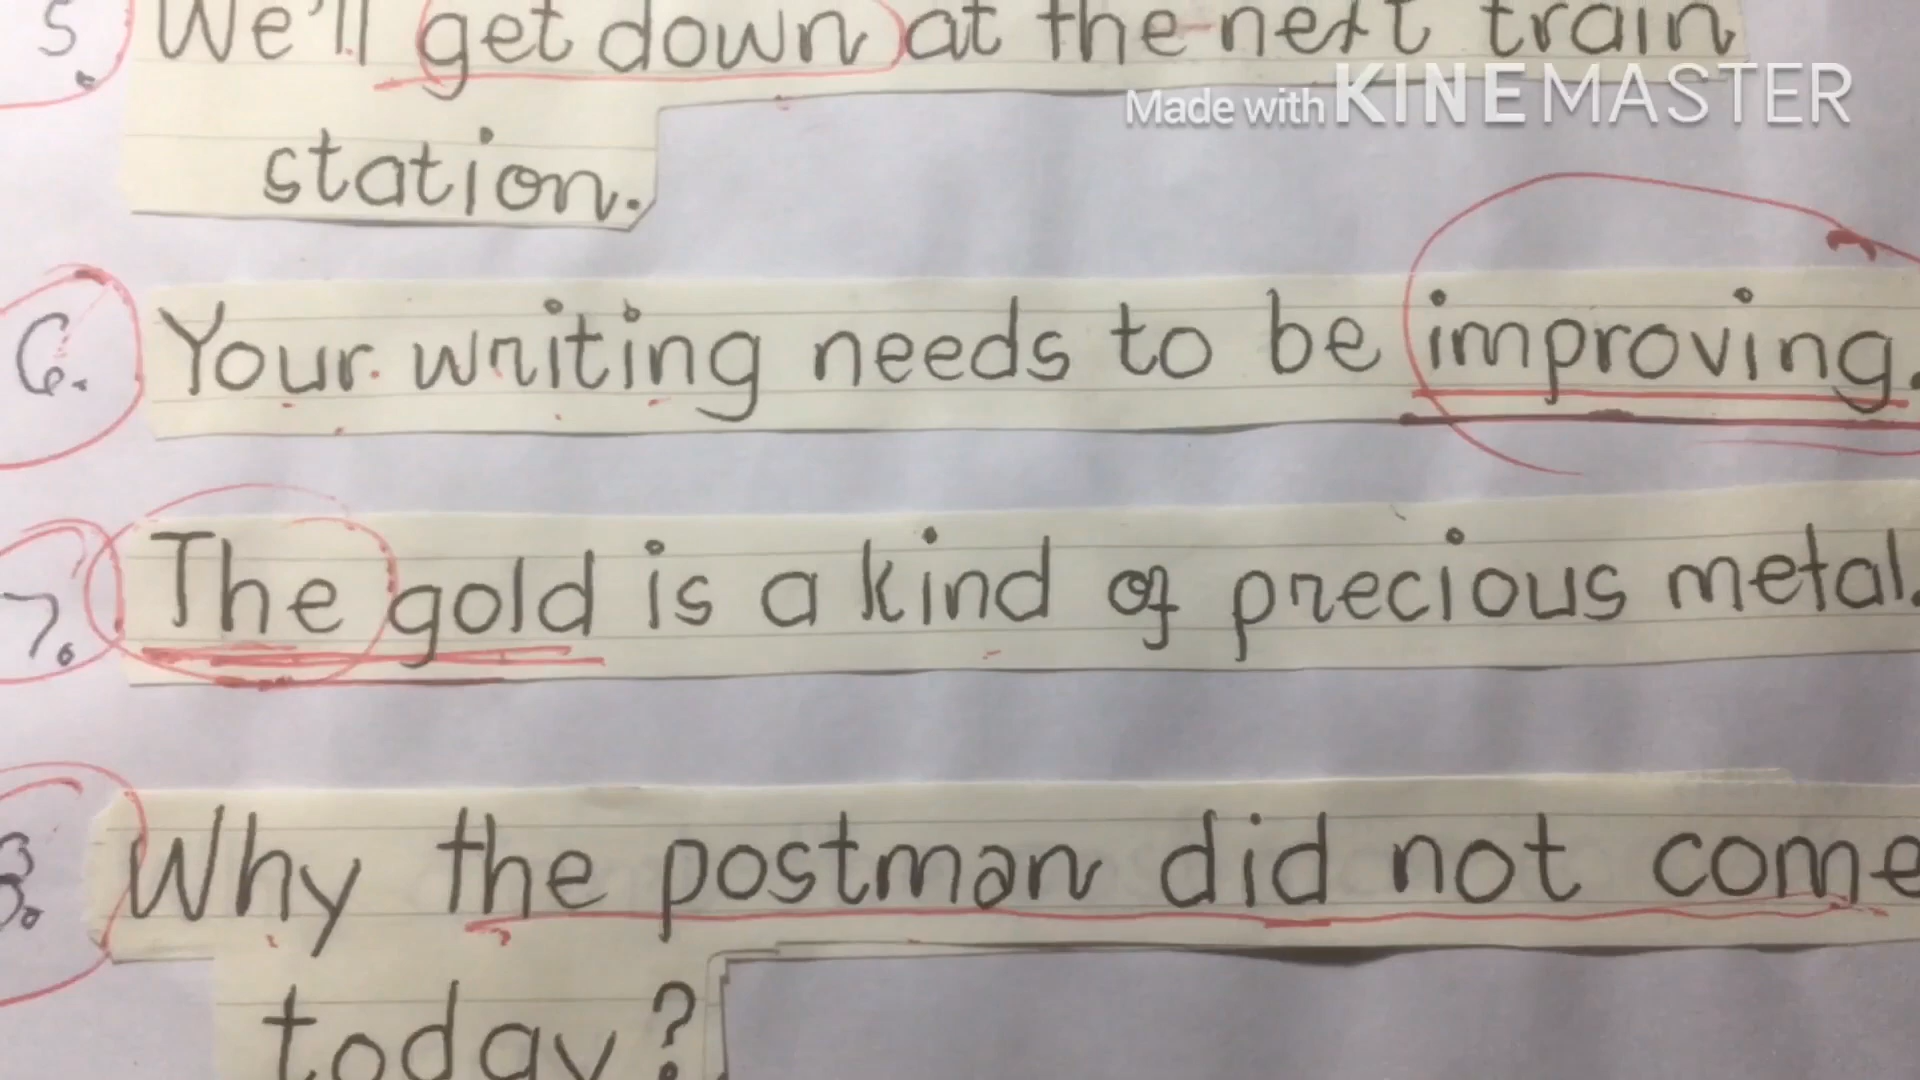 5. We'll get down at the next train
Made with KINEMASTER
station.
6. Your writing needs to be improving.
7. The gold is a kind of precious metal.
8. Why the postman did not come
today?